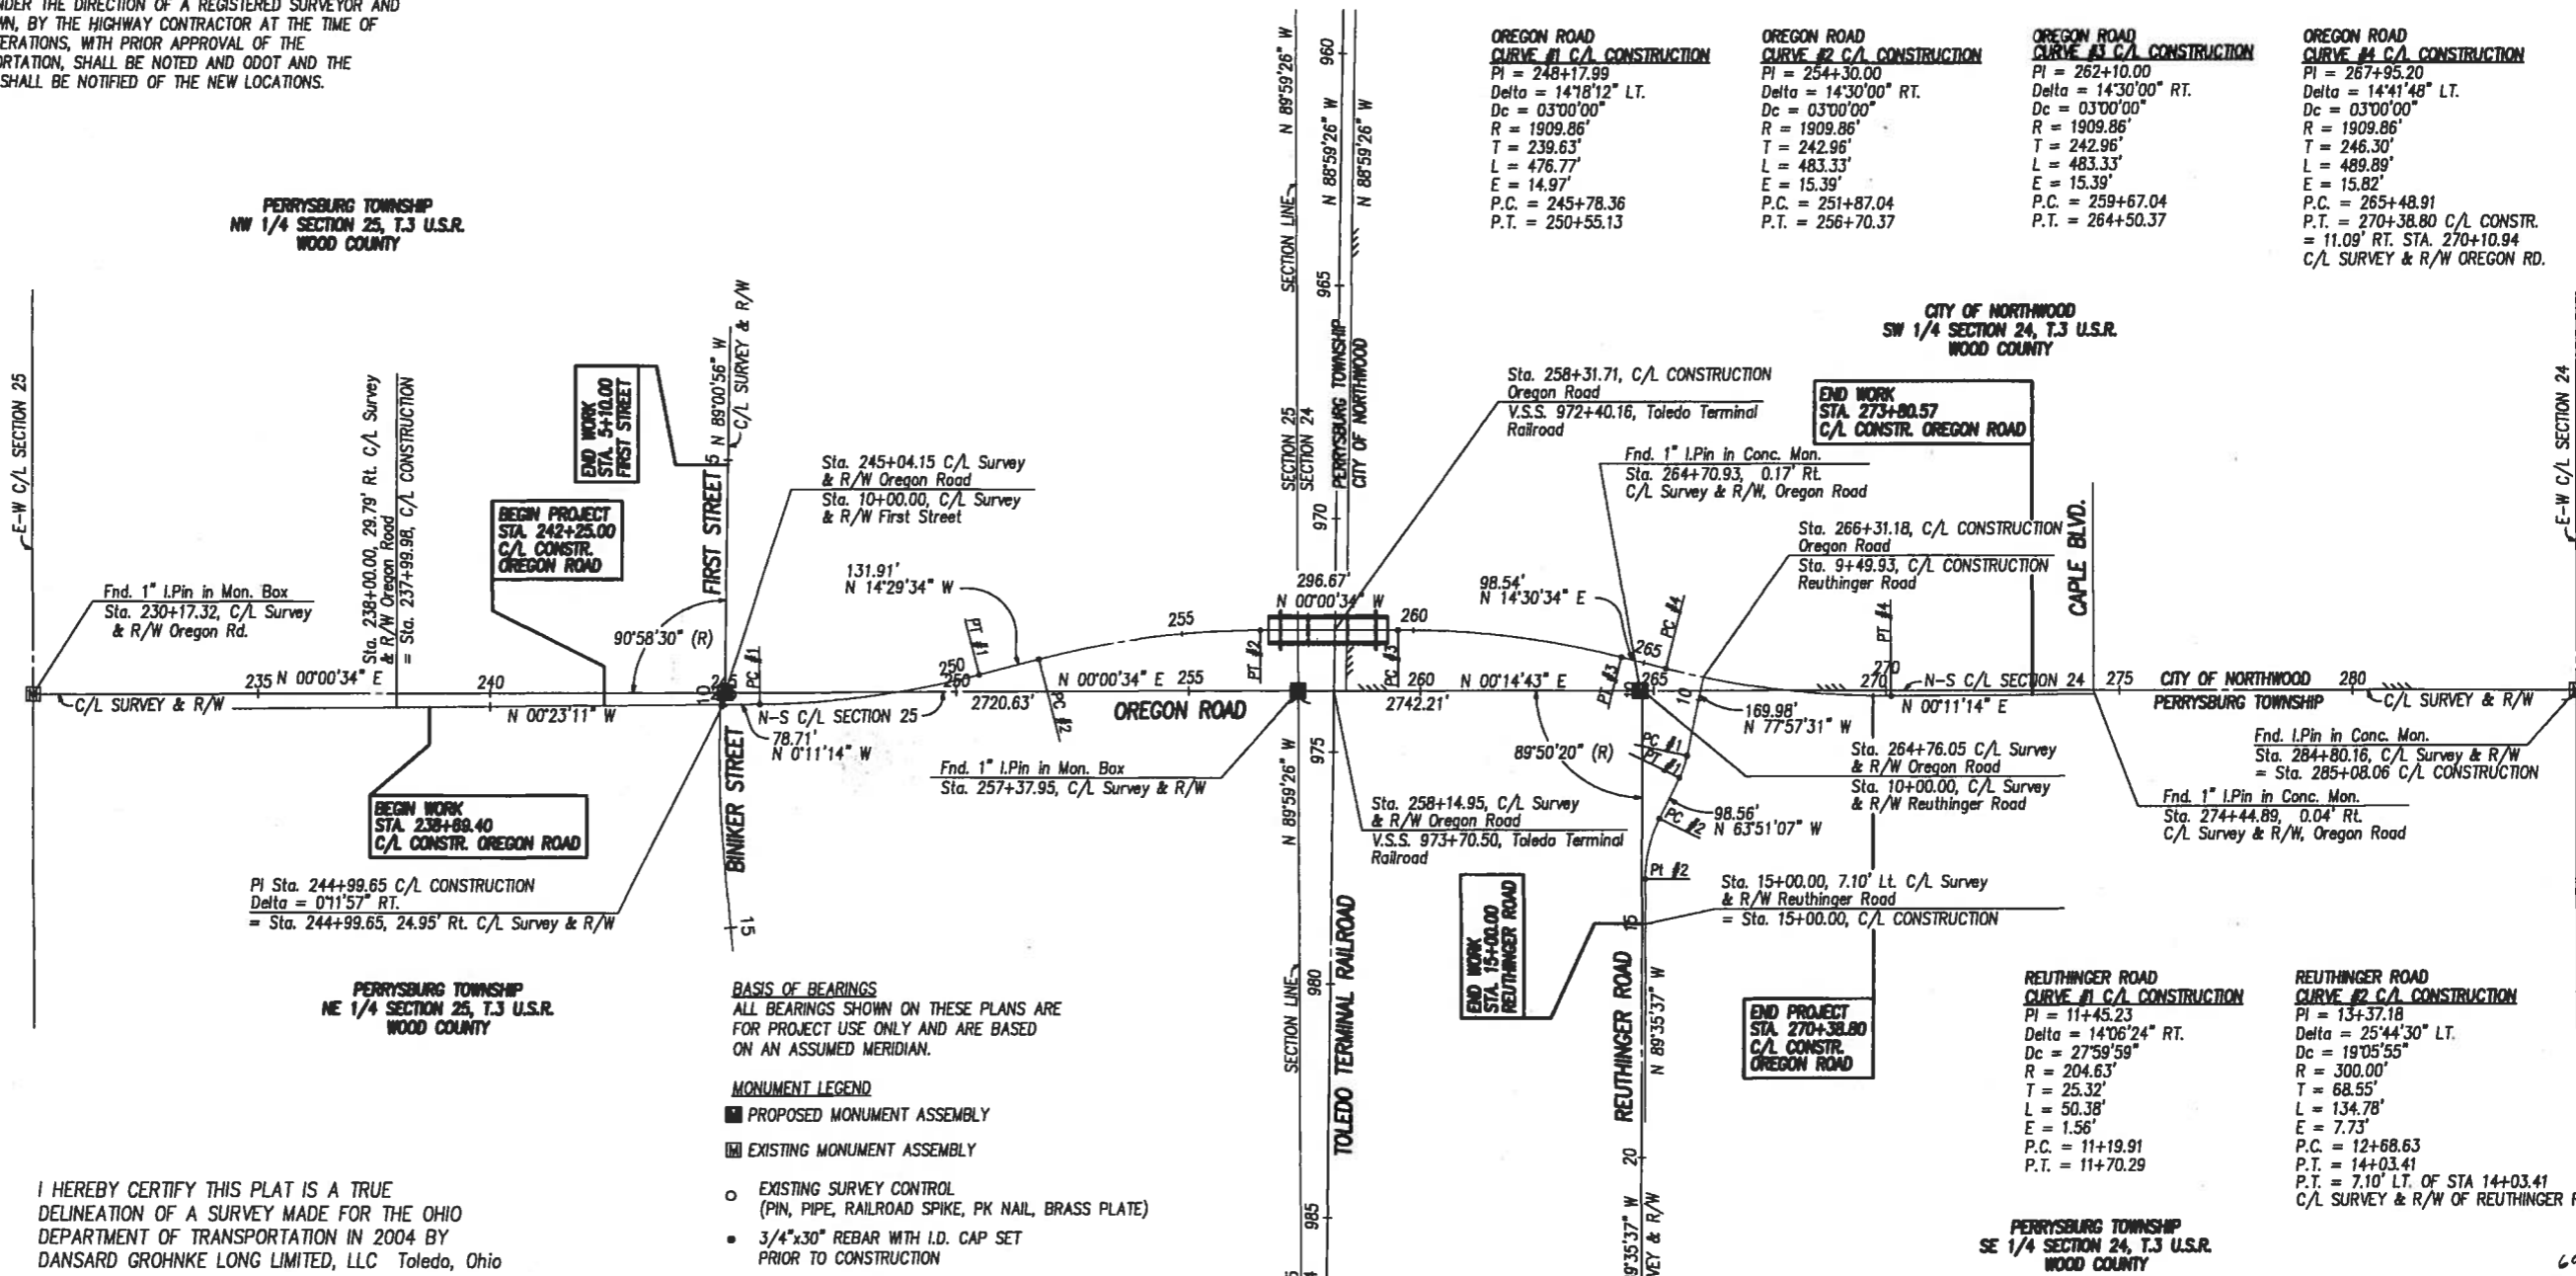 NDER THE DIRECTION OF A REGISTERED SURVEYOR AND
WN, BY THE HIGHWAY CONTRACTOR AT THE TIME OF
ERATIONS, WITH PRIOR APPROVAL OF THE
ORTATION, SHALL BE NOTED AND ODOT AND THE
SHALL BE NOTIFIED OF THE NEW LOCATIONS.
PERRYSBURG TOWNSHIP
NW 1/4 SECTION 25, T.3 U.S.R.
WOOD COUNTY
OREGON ROAD
CURVE #1 C/L CONSTRUCTION
PI = 248+17.99
Delta = 14°18'12" LT.
Dc = 03°00'00"
R = 1909.86'
T = 239.63'
L = 476.77'
E = 14.97'
P.C. = 245+78.36
P.T. = 250+55.13
OREGON ROAD
CURVE #2 C/L CONSTRUCTION
PI = 254+30.00
Delta = 14°30'00" RT.
Dc = 03°00'00"
R = 1909.86'
T = 242.96'
L = 483.33'
E = 15.39'
P.C. = 251+87.04
P.T. = 256+70.37
OREGON ROAD
CURVE #3 C/L CONSTRUCTION
PI = 262+10.00
Delta = 14°30'00" RT.
Dc = 03°00'00"
R = 1909.86'
T = 242.96'
L = 483.33'
E = 15.39'
P.C. = 259+67.04
P.T. = 264+50.37
OREGON ROAD
CURVE #4 C/L CONSTRUCTION
PI = 267+95.20
Delta = 14°41'48" LT.
Dc = 03°00'00"
R = 1909.86'
T = 246.30'
L = 489.89'
E = 15.82'
P.C. = 265+48.91
P.T. = 270+38.80 C/L CONSTR.
= 11.09' RT. STA. 270+10.94
C/L SURVEY & R/W OREGON RD.
N 89°59'26" W
N 88°59'26" W
N 88°59'26" W
960
965
970
SECTION LINE
SECTION 25
SECTION 24
PERRYSBURG TOWNSHIP
CITY OF NORTHWOOD
CITY OF NORTHWOOD
SW 1/4 SECTION 24, T.3 U.S.R.
WOOD COUNTY
E-W C/L SECTION 25
Sta. 238+00.00, 29.79' Rt. C/L Survey
& R/W Oregon Road
= Sta. 237+99.98, C/L CONSTRUCTION
END WORK
STA. 5+10.00
FIRST STREET
N 89°00'56" W
C/L SURVEY & R/W
5
FIRST STREET
BEGIN PROJECT
STA. 242+25.00
C/L CONSTR.
OREGON ROAD
Sta. 245+04.15 C/L Survey
& R/W Oregon Road
Sta. 10+00.00, C/L Survey
& R/W First Street
Sta. 258+31.71, C/L CONSTRUCTION
Oregon Road
V.S.S. 972+40.16, Toledo Terminal
Railroad
END WORK
STA. 273+80.57
C/L CONSTR. OREGON ROAD
Fnd. 1" I.Pin in Conc. Mon.
Sta. 264+70.93, 0.17' Rt.
C/L Survey & R/W, Oregon Road
Sta. 266+31.18, C/L CONSTRUCTION
Oregon Road
Sta. 9+49.93, C/L CONSTRUCTION
Reuthinger Road
CAPLE BLVD.
E-W C/L SECTION 24
Fnd. 1" I.Pin in Mon. Box
Sta. 230+17.32, C/L Survey
& R/W Oregon Rd.
90°58'30" (R)
131.91'
N 14°29'34" W
296.67'
N 00°00'34" W
98.54'
N 14°30'34" E
PT #1
PC #1
PC #2
PT #2
PC #3
PT #3
PC #4
PT #4
250
255
260
265
270
235
N 00°00'34" E
240
245
10
250
N 00°00'34" E
255
260
N 00°14'43" E
265
270
N-S C/L SECTION 24
275
CITY OF NORTHWOOD
280
C/L SURVEY & R/W
N 00°23'11" W
N-S C/L SECTION 25
2720.63'
OREGON ROAD
2742.21'
10
N 00°11'14" E
PERRYSBURG TOWNSHIP
C/L SURVEY & R/W
78.71'
N 0°11'14" W
169.98'
N 77°57'31" W
PC #1
PT #1
BINIKER STREET
15
Fnd. 1" I.Pin in Mon. Box
Sta. 257+37.95, C/L Survey & R/W
N 89°59'26" W
975
89°50'20" (R)
Sta. 264+76.05 C/L Survey
& R/W Oregon Road
Sta. 10+00.00, C/L Survey
& R/W Reuthinger Road
Fnd. I.Pin in Conc. Mon.
Sta. 284+80.16, C/L Survey & R/W
= Sta. 285+08.06 C/L CONSTRUCTION
Fnd. 1" I.Pin in Conc. Mon.
Sta. 274+44.89, 0.04' Rt.
C/L Survey & R/W, Oregon Road
BEGIN WORK
STA. 238+69.40
C/L CONSTR. OREGON ROAD
Sta. 258+14.95, C/L Survey
& R/W Oregon Road
V.S.S. 973+70.50, Toledo Terminal
Railroad
98.56'
N 63°51'07" W
PC #2
Pt #2
PI Sta. 244+99.65 C/L CONSTRUCTION
Delta = 0°11'57" RT.
= Sta. 244+99.65, 24.95' Rt. C/L Survey & R/W
END WORK
STA. 15+00.00
REUTHINGER ROAD
Sta. 15+00.00, 7.10' Lt. C/L Survey
& R/W Reuthinger Road
= Sta. 15+00.00, C/L CONSTRUCTION
15
SECTION LINE
980
985
TOLEDO TERMINAL RAILROAD
REUTHINGER ROAD
N 89°35'37" W
20
9°35'37" W
VEY & R/W
END PROJECT
STA. 270+38.80
C/L CONSTR.
OREGON ROAD
PERRYSBURG TOWNSHIP
NE 1/4 SECTION 25, T.3 U.S.R.
WOOD COUNTY
BASIS OF BEARINGS
ALL BEARINGS SHOWN ON THESE PLANS ARE
FOR PROJECT USE ONLY AND ARE BASED
ON AN ASSUMED MERIDIAN.
MONUMENT LEGEND
PROPOSED MONUMENT ASSEMBLY
M EXISTING MONUMENT ASSEMBLY
EXISTING SURVEY CONTROL
(PIN, PIPE, RAILROAD SPIKE, PK NAIL, BRASS PLATE)
3/4"x30" REBAR WITH I.D. CAP SET
PRIOR TO CONSTRUCTION
REUTHINGER ROAD
CURVE #1 C/L CONSTRUCTION
PI = 11+45.23
Delta = 14°06'24" RT.
Dc = 27°59'59"
R = 204.63'
T = 25.32'
L = 50.38'
E = 1.56'
P.C. = 11+19.91
P.T. = 11+70.29
REUTHINGER ROAD
CURVE #2 C/L CONSTRUCTION
PI = 13+37.18
Delta = 25°44'30" LT.
Dc = 19°05'55"
R = 300.00'
T = 68.55'
L = 134.78'
E = 7.73'
P.C. = 12+68.63
P.T. = 14+03.41
P.T. = 7.10' LT. OF STA 14+03.41
C/L SURVEY & R/W OF REUTHINGER
PERRYSBURG TOWNSHIP
SE 1/4 SECTION 24, T.3 U.S.R.
WOOD COUNTY
I HEREBY CERTIFY THIS PLAT IS A TRUE
DELINEATION OF A SURVEY MADE FOR THE OHIO
DEPARTMENT OF TRANSPORTATION IN 2004 BY
DANSARD GROHNKE LONG LIMITED, LLC Toledo, Ohio